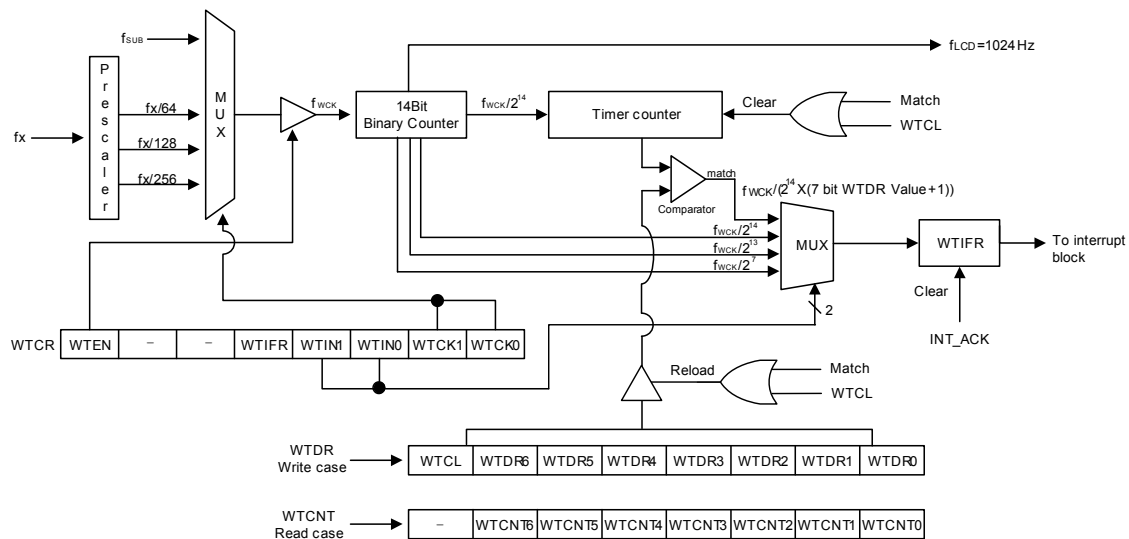 fSUB
fLCD=1024Hz
Prescaler
MUX
fx
fx/64
fx/128
fx/256
fWCK
14Bit
Binary Counter
fWCK/2^14
Timer counter
Clear
Match
WTCL
match
Comparator
fWCK/(2^14 X(7 bit WTDR Value+1))
fWCK/2^14
fWCK/2^13
fWCK/2^7
MUX
WTIFR
To interrupt
block
2
Clear
INT_ACK
WTCR WTEN – – WTIFR WTIN1 WTIN0 WTCK1 WTCK0
Reload
Match
WTCL
WTDR
Write case
WTCL WTDR6 WTDR5 WTDR4 WTDR3 WTDR2 WTDR1 WTDR0
WTCNT
Read case
– WTCNT6 WTCNT5 WTCNT4 WTCNT3 WTCNT2 WTCNT1 WTCNT0